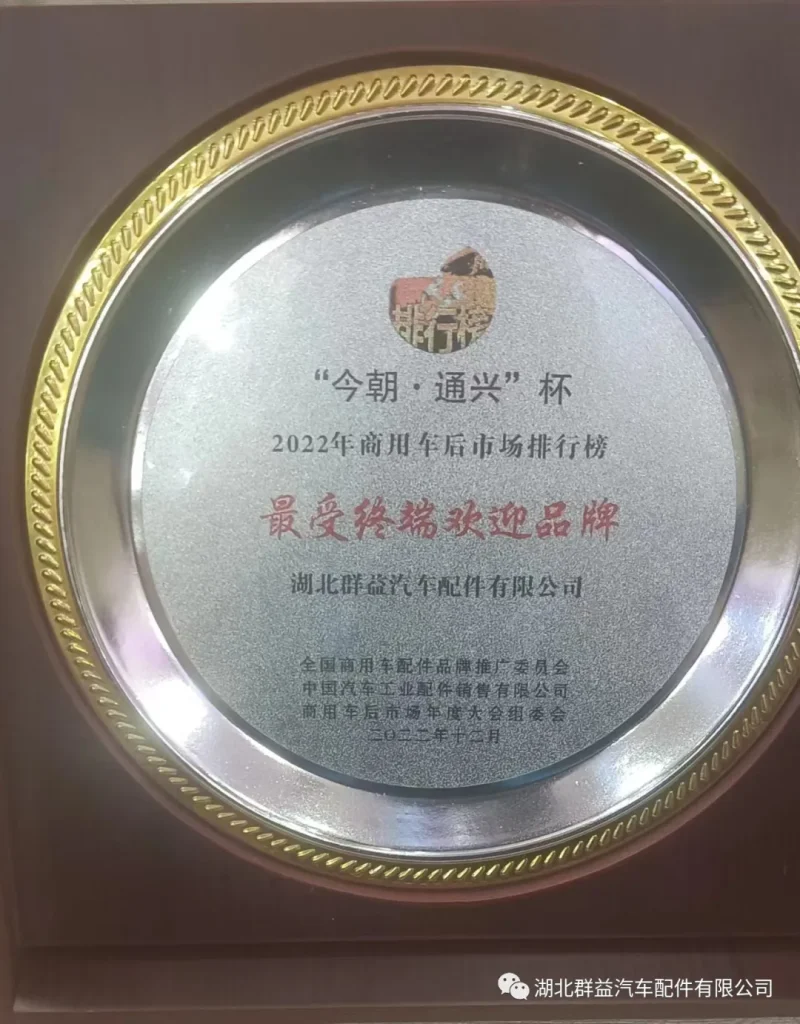 排行榜
“今朝·通兴”杯
2022年商用车后市场排行榜
最受终端欢迎品牌
湖北群益汽车配件有限公司
全国商用车配件品牌推广委员会
中国汽车工业配件销售有限公司
商用车后市场年度大会组委会
二〇二二年十二月
湖北群益汽车配件有限公司